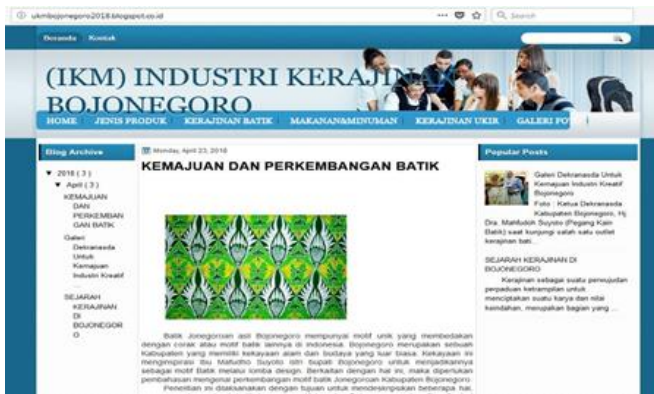 ukmbojonegoro2018.blogspot.co.id
Search
Beranda Kontak
(IKM) INDUSTRI KERAJINAN
BOJONEGORO
HOME JENIS PRODUK KERAJINAN BATIK MAKANAN&MINUMAN KERAJINAN UKIR GALERI
Blog Archive
▼ 2018 ( 3 )
▼ April ( 3 )
KEMAJUAN
DAN
PERKEMBAN
GAN BATIK
Galeri
Dekranasda
Untuk
Kemajuan
Industri Kreatif
...
SEJARAH
KERAJINAN
DI
BOJONEGOR
O
Monday, April 23, 2018
KEMAJUAN DAN PERKEMBANGAN BATIK
Batik Jonegoroan asli Bojonegoro mempunyai motif unik yang membedakan
dengan corak atau motif batik lainnya di Indonesia. Bojonegoro merupakan sebuah
Kabupaten yang memiliki kekayaan alam dan budaya yang luar biasa. Kekayaan ini
menginspirasi Ibu Mafudho Suyoto istri bupati Bojonegoro untuk menjadikannya
sebagai motif Batik melalui lomba design. Berkaitan dengan hal ini, maka diperlukan
pembahasan mengenai perkembangan motif batik Jonegoroan Kabupaten Bojonegoro.
Penelitian ini dilaksanakan dengan tujuan untuk mendeskripsikan beberapa hal,
Popular Posts
Galeri Dekranasda Untuk
Kemajuan Industri Kreatif
Bojonegoro
Foto : Ketua Dekranasda
Kabupaten Bojonegoro, Hj
Dra. Mahfudoh Suyoto (Pegang Kain
Batik) saat kunjungi salah satu outlet
kerajinan bati...
SEJARAH KERAJINAN DI
BOJONEGORO
Kerajinan sebagai suatu perwujudan
perpaduan ketrampilan untuk
menciptakan suatu karya dan nilai
keindahan, merupakan bagian yang ...